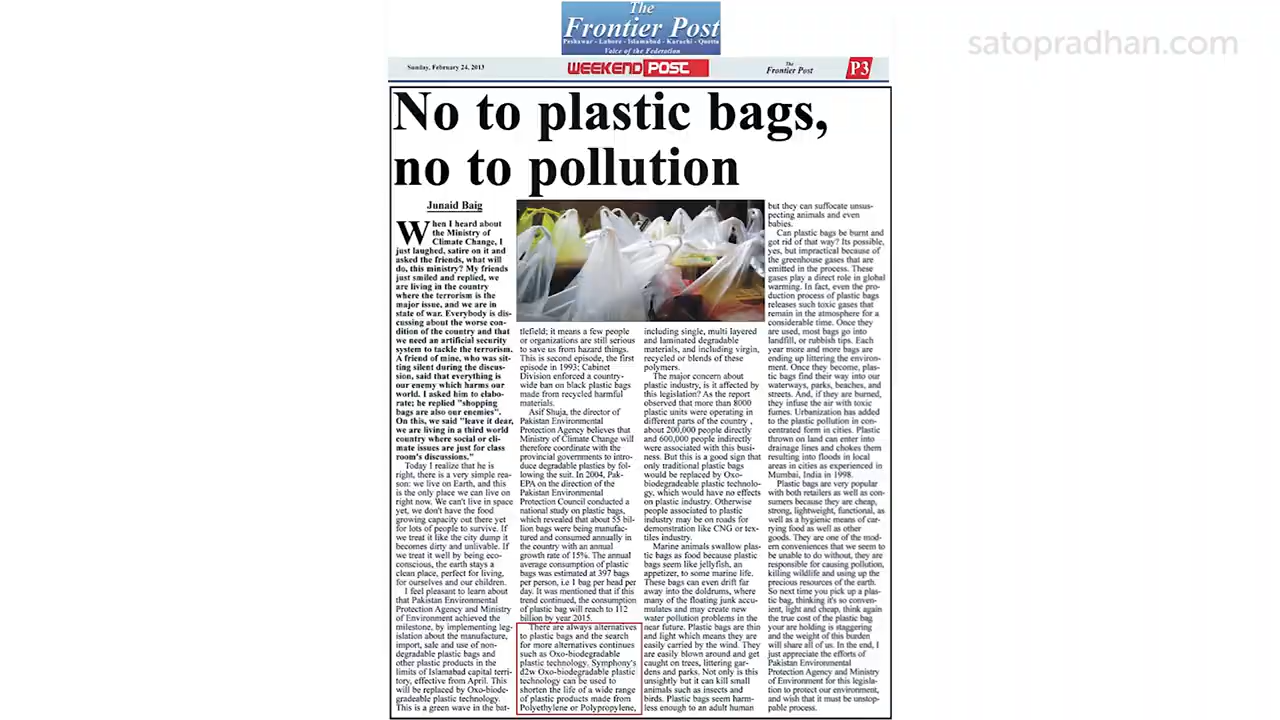 The
Frontier Post
Peshawar - Lahore - Islamabad - Karachi - Quetta
Voice of the Federation
satopradhan.com
Sunday, February 24, 2013
WEEKEND POST
The
Frontier Post
P3
No to plastic bags,
no to pollution
Junaid Baig
When I heard about
the Ministry of
Climate Change, I
just laughed, satire on it and
asked the friends, what will
do, this ministry? My friends
just smiled and replied, we
are living in the country
where the terrorism is the
major issue, and we are in
state of war. Everybody is dis-
cussing about the worse con-
dition of the country and that
we need an artificial security
system to tackle the terrorism.
A friend of mine, who was sit-
ting silent during the discus-
sion, said that everything is
our enemy which harms our
world. I asked him to elabo-
rate; he replied "shopping
bags are also our enemies".
On this, we said "leave it dear,
we are living in a third world
country where social or cli-
mate issues are just for class
room's discussions."
Today I realize that he is
right, there is a very simple rea-
son: we live on Earth, and this
is the only place we can live on
right now. We can't live in space
yet, we don't have the food
growing capacity out there yet
for lots of people to survive. If
we treat it like the city dump it
becomes dirty and unlivable. If
we treat it well by being eco-
conscious, the earth stays a
clean place, perfect for living,
for ourselves and our children.
I feel pleasant to learn about
that Pakistan Environmental
Protection Agency and Ministry
of Environment achieved the
milestone, by implementing leg-
islation about the manufacture,
import, sale and use of non-
degradable plastic bags and
other plastic products in the
limits of Islamabad capital terri-
tory, effective from April. This
will be replaced by Oxo-biode-
gradeable plastic technology.
This is a green wave in the bat-
tlefield; it means a few people
or organizations are still serious
to save us from hazard things.
This is second episode, the first
episode in 1993; Cabinet
Division enforced a country-
wide ban on black plastic bags
made from recycled harmful
materials.
Asif Shuja, the director of
Pakistan Environmental
Protection Agency believes that
Ministry of Climate Change will
therefore coordinate with the
provincial governments to intro-
duce degradable plastics by fol-
lowing the suit. In 2004, Pak-
EPA on the direction of the
Pakistan Environmental
Protection Council conducted a
national study on plastic bags,
which revealed that about 55 bil-
lion bags were being manufac-
tured and consumed annually in
the country with an annual
growth rate of 15%. The annual
average consumption of plastic
bags was estimated at 397 bags
per person, i.e 1 bag per head per
day. It was mentioned that if this
trend continued, the consumption
of plastic bag will reach to 112
billion by year 2015.
There are always alternatives
to plastic bags and the search
for more alternatives continues
such as Oxo-biodegradable
plastic technology. Symphony's
d2w Oxo-biodegradable plastic
technology can be used to
shorten the life of a wide range
of plastic products made from
Polyethylene or Polypropylene,
including single, multi layered
and laminated degradable
materials, and including virgin,
recycled or blends of these
polymers.
The major concern about
plastic industry, is it affected by
this legislation? As the report
observed that more than 8000
plastic units were operating in
different parts of the country ,
about 200,000 people directly
and 600,000 people indirectly
were associated with this busi-
ness. But this is a good sign that
only traditional plastic bags
would be replaced by Oxo-
biodegradeable plastic technolo-
gy, which would have no effects
on plastic industry. Otherwise
people associated to plastic
industry may be on roads for
demonstration like CNG or tex-
tiles industry.
Marine animals swallow plas-
tic bags as food because plastic
bags seem like jellyfish, an
appetizer, to some marine life.
These bags can even drift far
away into the doldrums, where
many of the floating junk accu-
mulates and may create new
water pollution problems in the
near future. Plastic bags are thin
and light which means they are
easily carried by the wind. They
are easily blown around and get
caught on trees, littering gar-
dens and parks. Not only is this
unsightly but it can kill small
animals such as insects and
birds. Plastic bags seem harm-
less enough to an adult human
but they can suffocate unsus-
pecting animals and even
babies.
Can plastic bags be burnt and
got rid of that way? Its possible,
yes, but impractical because of
the greenhouse gases that are
emitted in the process. These
gases play a direct role in global
warming. In fact, even the pro-
duction process of plastic bags
releases such toxic gases that
remain in the atmosphere for a
considerable time. Once they
are used, most bags go into
landfill, or rubbish tips. Each
year more and more bags are
ending up littering the environ-
ment. Once they become, plas-
tic bags find their way into our
waterways, parks, beaches, and
streets. And, if they are burned,
they infuse the air with toxic
fumes. Urbanization has added
to the plastic pollution in con-
centrated form in cities. Plastic
thrown on land can enter into
drainage lines and chokes them
resulting into floods in local
areas in cities as experienced in
Mumbai, India in 1998.
Plastic bags are very popular
with both retailers as well as con-
sumers because they are cheap,
strong, lightweight, functional, as
well as a hygienic means of car-
rying food as well as other
goods. They are one of the mod-
ern conveniences that we seem to
be unable to do without, they are
responsible for causing pollution,
killing wildlife and using up the
precious resources of the earth.
So next time you pick up a plas-
tic bag, thinking it's so conven-
ient, light and cheap, think again
the true cost of the plastic bag
your are holding is staggering
and the weight of this burden
will share all of us. In the end, I
just appreciate the efforts of
Pakistan Environmental
Protection Agency and Ministry
of Environment for this legisla-
tion to protect our environment,
and wish that it must be unstop-
pable process.